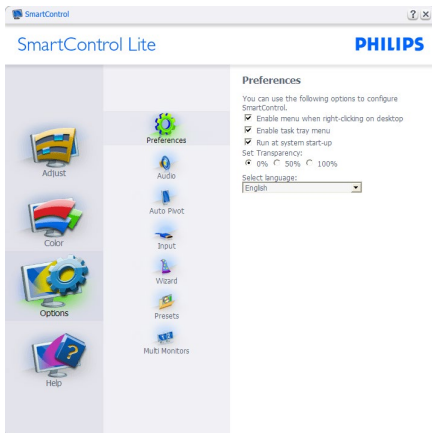 SmartControl
SmartControl Lite
PHILIPS
Adjust
Color
Options
Help
Preferences
Audio
Auto Pivot
Input
Wizard
Presets
Multi Monitors
Preferences
You can use the following options to configure
SmartControl.
Enable menu when right-clicking on desktop
Enable task tray menu
Run at system start-up
Set Transparency:
0% 50% 100%
Select language:
English